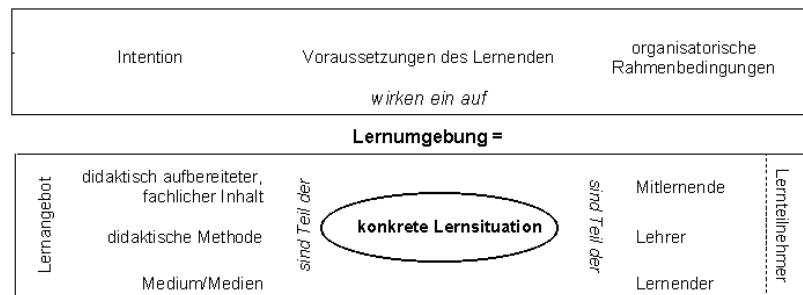 Intention
Voraussetzungen des Lernenden
organisatorische
Rahmenbedingungen
wirken ein auf
Lernumgebung =
Lernangebot
didaktisch aufbereiteter,
fachlicher Inhalt
didaktische Methode
Medium/Medien
sind Teil der
konkrete Lernsituation
sind Teil der
Mitlernende
Lehrer
Lernender
Lernteilnehmer